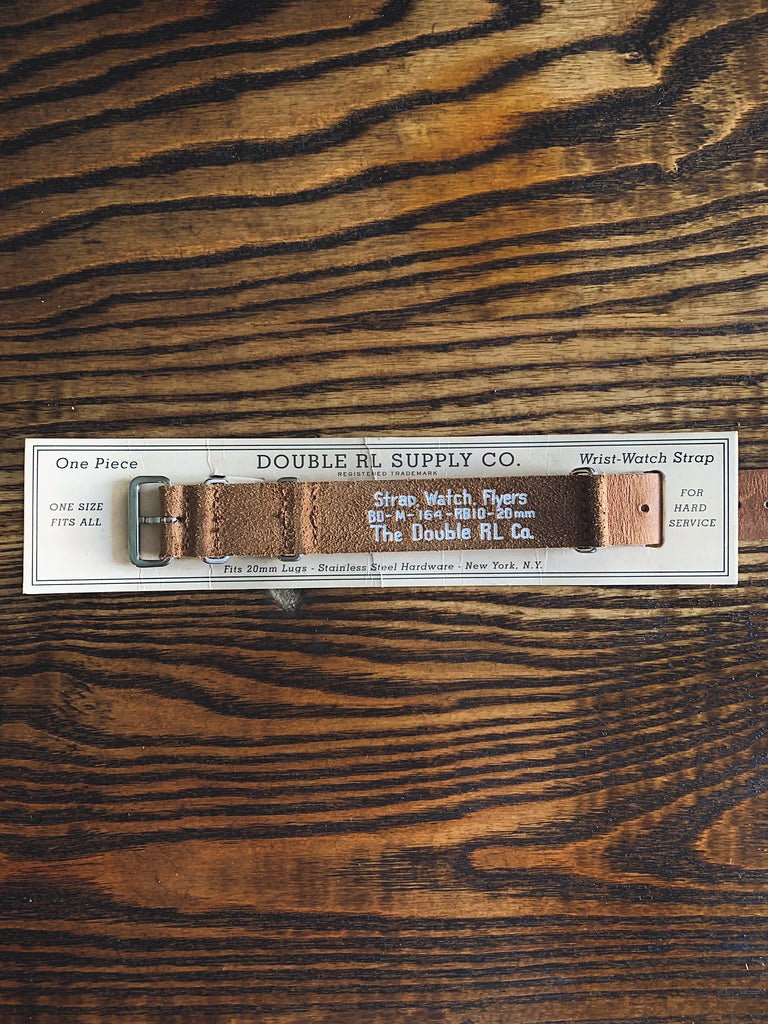 One Piece
DOUBLE RL SUPPLY CO.
REGISTERED TRADEMARK
Wrist-Watch Strap
ONE SIZE
FITS ALL
Strap Watch Flyers
BD-M-164-RB10-20mm
The Double RL Co.
FOR
HARD
SERVICE
Fits 20mm Lugs - Stainless Steel Hardware - New York, N.Y.